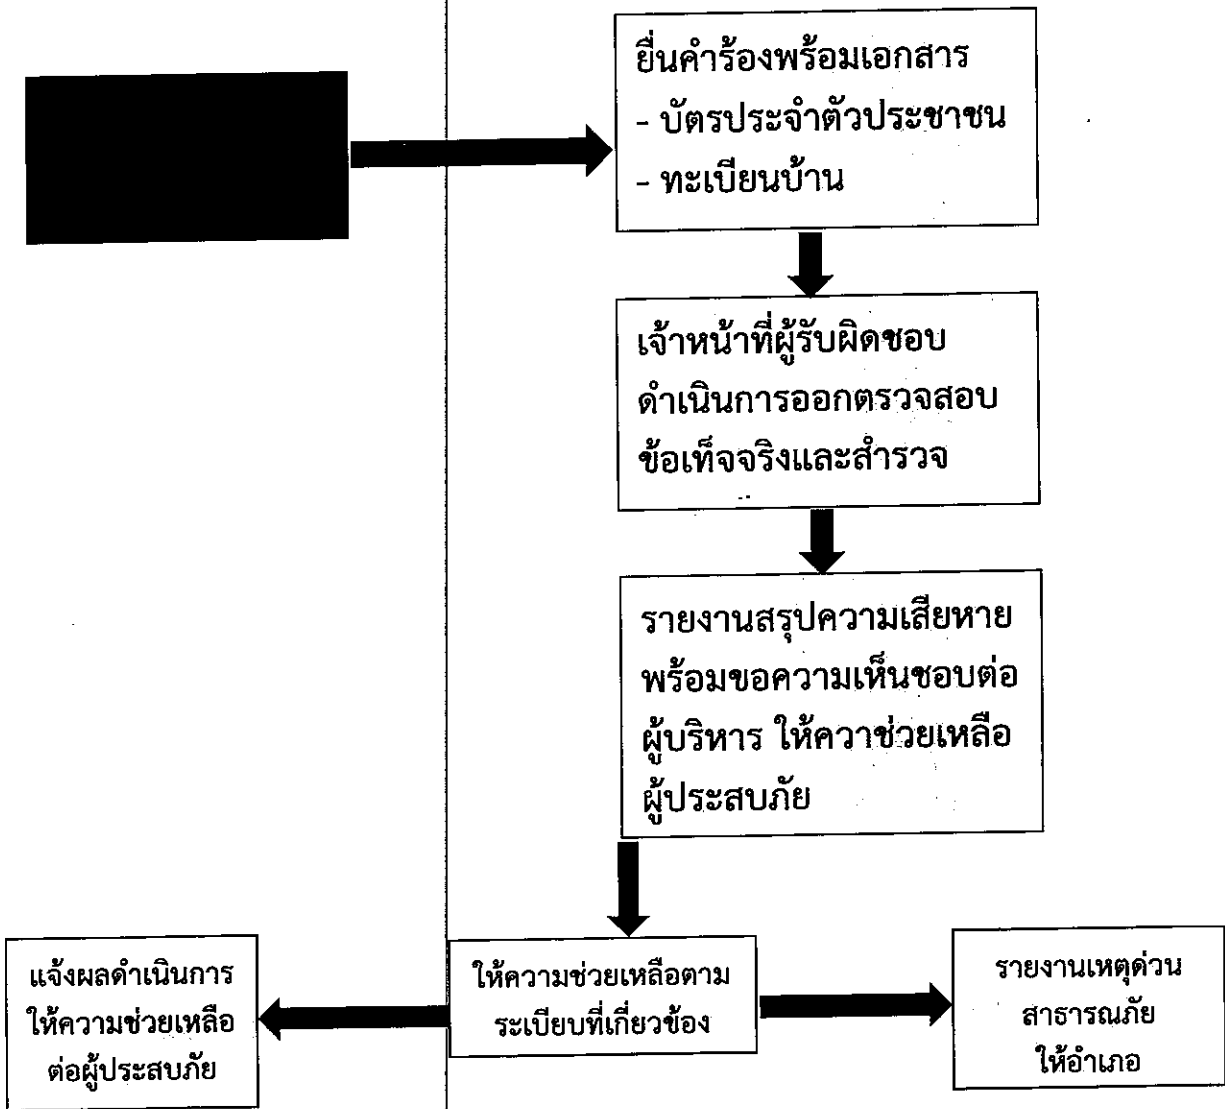 ยื่นคำร้องพร้อมเอกสาร
- บัตรประจำตัวประชาชน
- ทะเบียนบ้าน
เจ้าหน้าที่ผู้รับผิดชอบ
ดำเนินการออกตรวจสอบ
ข้อเท็จจริงและสำรวจ
รายงานสรุปความเสียหาย
พร้อมขอความเห็นชอบต่อ
ผู้บริหาร ให้ควาช่วยเหลือ
ผู้ประสบภัย
แจ้งผลดำเนินการ
ให้ความช่วยเหลือ
ต่อผู้ประสบภัย
ให้ความช่วยเหลือตาม
ระเบียบที่เกี่ยวข้อง
รายงานเหตุด่วน
สาธารณภัย
ให้อำเภอ